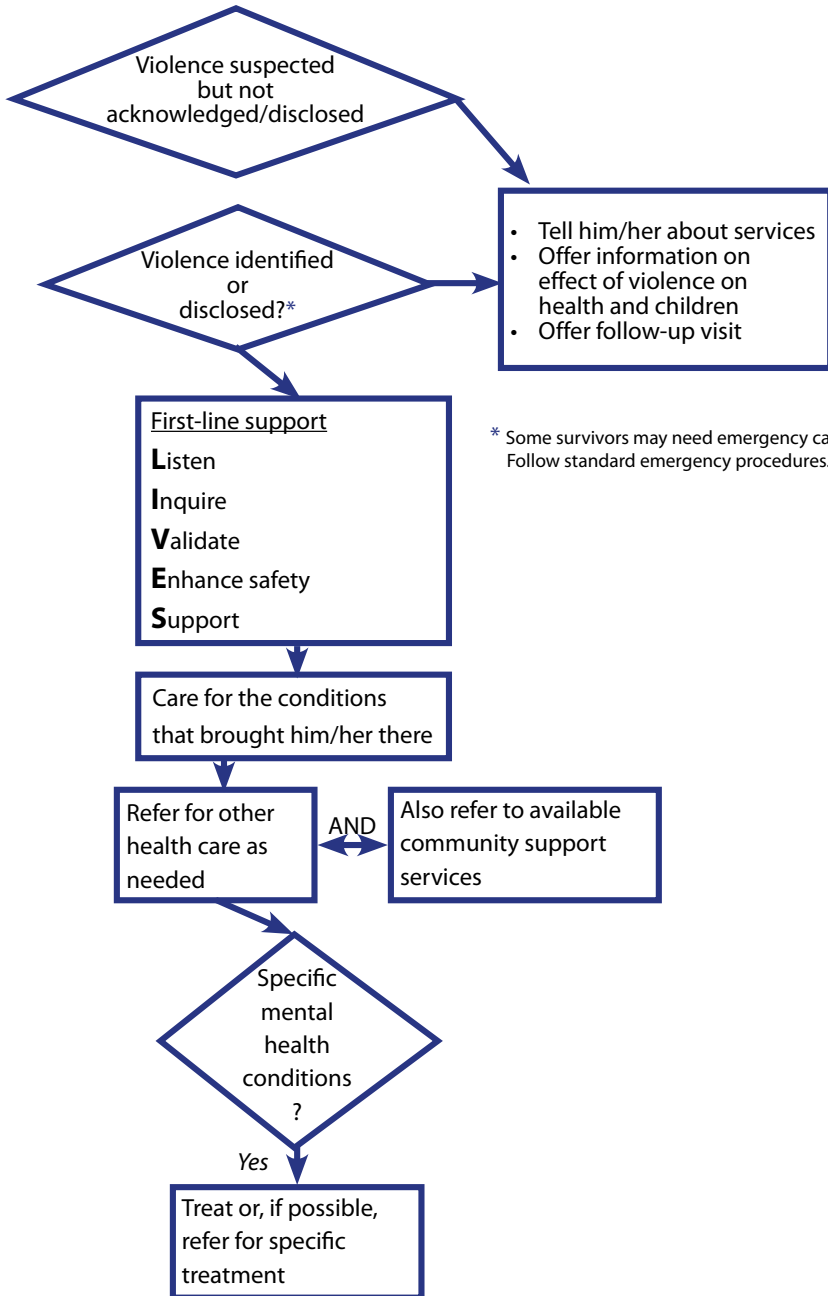 Violence suspected
but not
acknowledged/disclosed
• Tell him/her about services
• Offer information on
effect of violence on
health and children
• Offer follow-up visit
Violence identified
or
disclosed?*
First-line support
Listen
Inquire
Validate
Enhance safety
Support
* Some survivors may need emergency ca
Follow standard emergency procedures.
Care for the conditions
that brought him/her there
Refer for other
health care as
needed
AND
Also refer to available
community support
services
Specific
mental
health
conditions
?
Yes
Treat or, if possible,
refer for specific
treatment